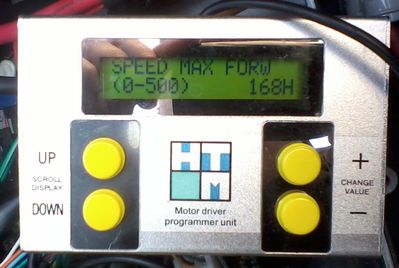 SPEED MAX FORW
(0-500) 168H
UP
SCROLL
DISPLAY
DOWN
HTM
Motor driver
programmer unit
+
CHANGE
VALUE
−